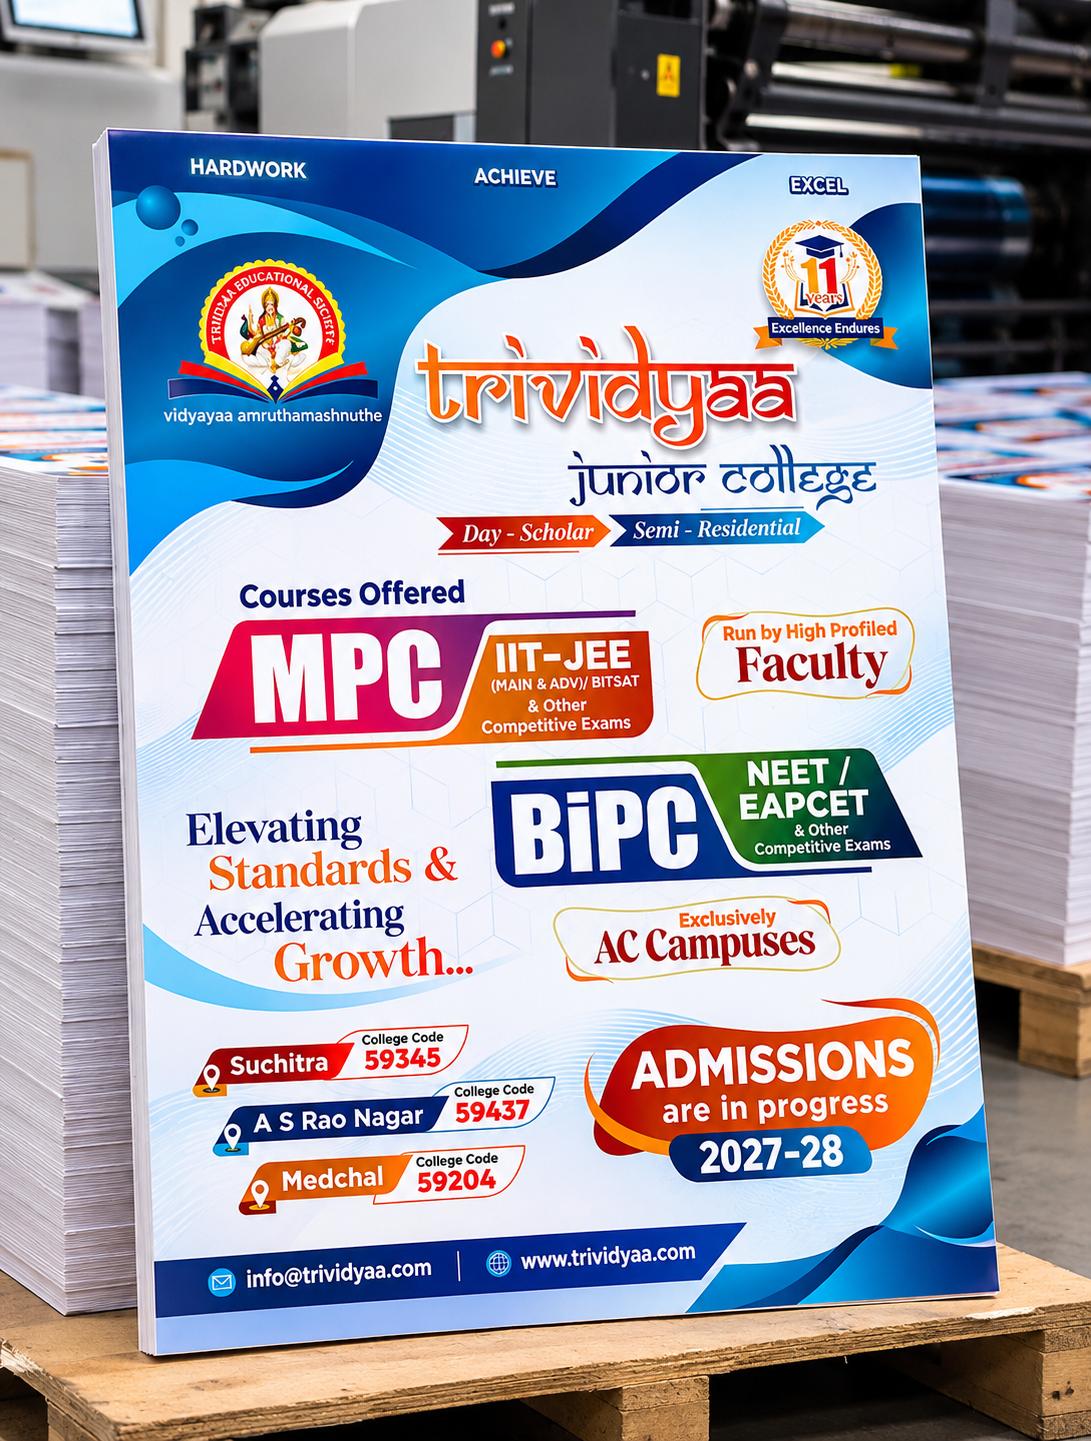 HARDWORK
ACHIEVE
EXCEL
EDUCATIONAL SOCIETY
vidyayaa amruthamashnuthe
11
years
Excellence Endures
trividyaa
junior college
Day - Scholar
Semi - Residential
Courses Offered
MPC
IIT-JEE
(MAIN & ADV)/ BITSAT
& Other
Competitive Exams
Run by High Profiled
Faculty
BiPC
NEET /
EAPCET
& Other
Competitive Exams
Elevating
Standards &
Accelerating
Growth...
Exclusively
AC Campuses
Suchitra
College Code
59345
A S Rao Nagar
College Code
59437
Medchal
College Code
59204
ADMISSIONS
are in progress
2027-28
info@trividyaa.com
www.trividyaa.com